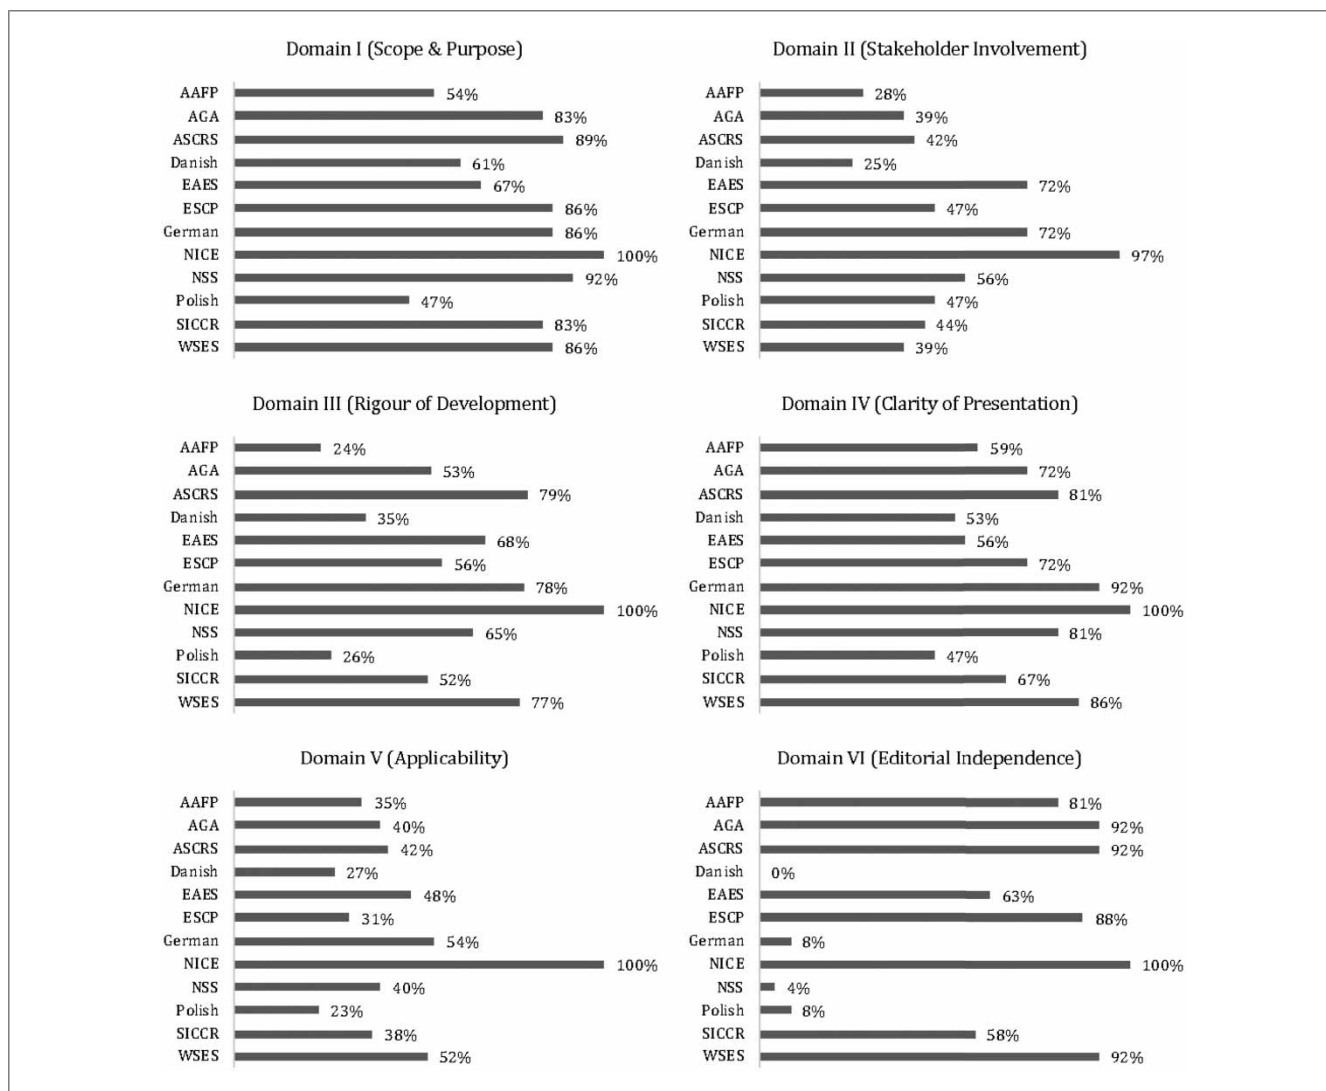 Domain I (Scope & Purpose)
AAFP 54%
AGA 83%
ASCRS 89%
Danish 61%
EAES 67%
ESCP 86%
German 86%
NICE 100%
NSS 92%
Polish 47%
SICCR 83%
WSES 86%
Domain II (Stakeholder Involvement)
AAFP 28%
AGA 39%
ASCRS 42%
Danish 25%
EAES 72%
ESCP 47%
German 72%
NICE 97%
NSS 56%
Polish 47%
SICCR 44%
WSES 39%
Domain III (Rigour of Development)
AAFP 24%
AGA 53%
ASCRS 79%
Danish 35%
EAES 68%
ESCP 56%
German 78%
NICE 100%
NSS 65%
Polish 26%
SICCR 52%
WSES 77%
Domain IV (Clarity of Presentation)
AAFP 59%
AGA 72%
ASCRS 81%
Danish 53%
EAES 56%
ESCP 72%
German 92%
NICE 100%
NSS 81%
Polish 47%
SICCR 67%
WSES 86%
Domain V (Applicability)
AAFP 35%
AGA 40%
ASCRS 42%
Danish 27%
EAES 48%
ESCP 31%
German 54%
NICE 100%
NSS 40%
Polish 23%
SICCR 38%
WSES 52%
Domain VI (Editorial Independence)
AAFP 81%
AGA 92%
ASCRS 92%
Danish 0%
EAES 63%
ESCP 88%
German 8%
NICE 100%
NSS 4%
Polish 8%
SICCR 58%
WSES 92%